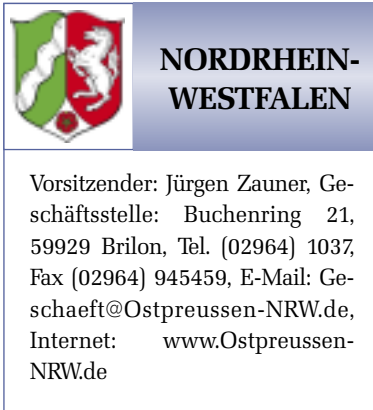 NORDRHEIN-
WESTFALEN
Vorsitzender: Jürgen Zauner, Ge-
schäftsstelle: Buchenring 21,
59929 Brilon, Tel. (02964) 1037,
Fax (02964) 945459, E-Mail: Ge-
schaeft@Ostpreussen-NRW.de,
Internet: www.Ostpreussen-
NRW.de